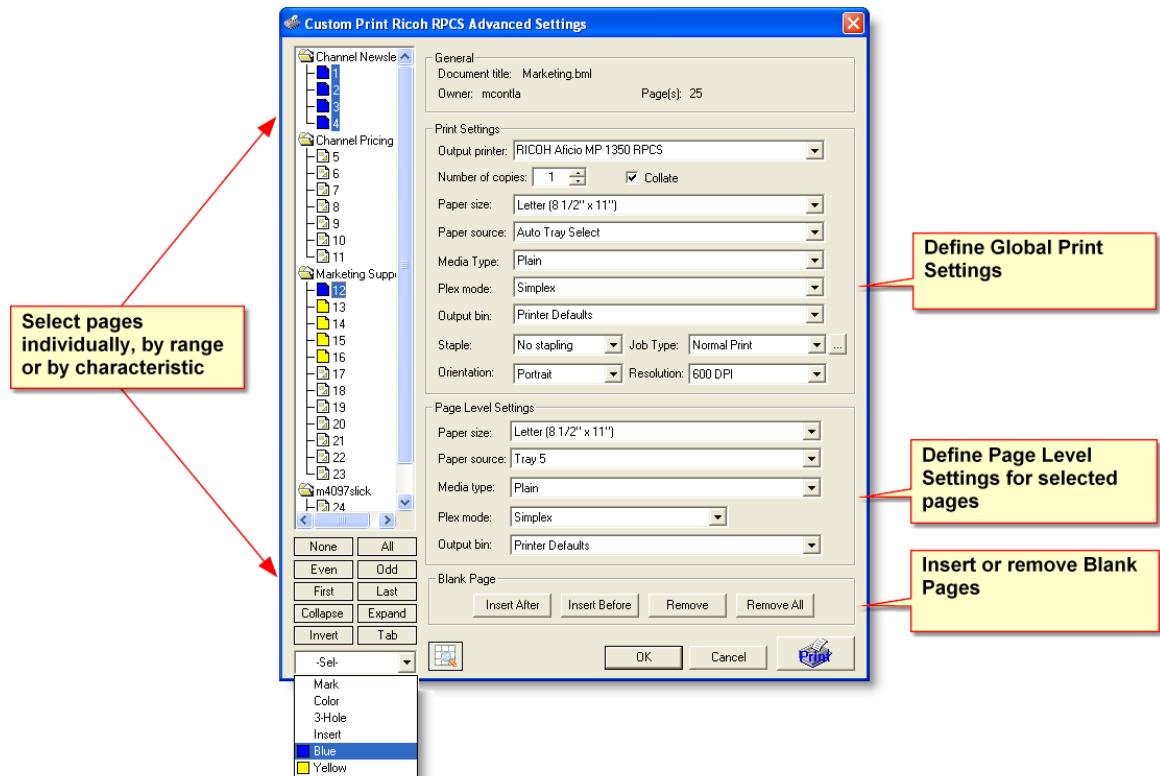 Custom Print Ricoh RPCS Advanced Settings
Channel Newsle
1
2
3
4
Channel Pricing
5
6
7
8
9
10
11
Marketing Supp
12
13
14
15
16
17
18
19
20
21
22
23
m4097slick
24
None All
Even Odd
First Last
Collapse Expand
Invert Tab
-Sel-
Mark
Color
3-Hole
Insert
Blue
Yellow
General
Document title: Marketing.bml
Owner: mcontla Page(s): 25
Print Settings
Output printer: RICOH Aficio MP 1350 RPCS
Number of copies: 1 Collate
Paper size: Letter (8 1/2" x 11")
Paper source: Auto Tray Select
Media Type: Plain
Plex mode: Simplex
Output bin: Printer Defaults
Staple: No stapling Job Type: Normal Print ...
Orientation: Portrait Resolution: 600 DPI
Page Level Settings
Paper size: Letter (8 1/2" x 11")
Paper source: Tray 5
Media type: Plain
Plex mode: Simplex
Output bin: Printer Defaults
Blank Page
Insert After Insert Before Remove Remove All
OK Cancel Print
Select pages
individually, by range
or by characteristic
Define Global Print
Settings
Define Page Level
Settings for selected
pages
Insert or remove Blank
Pages